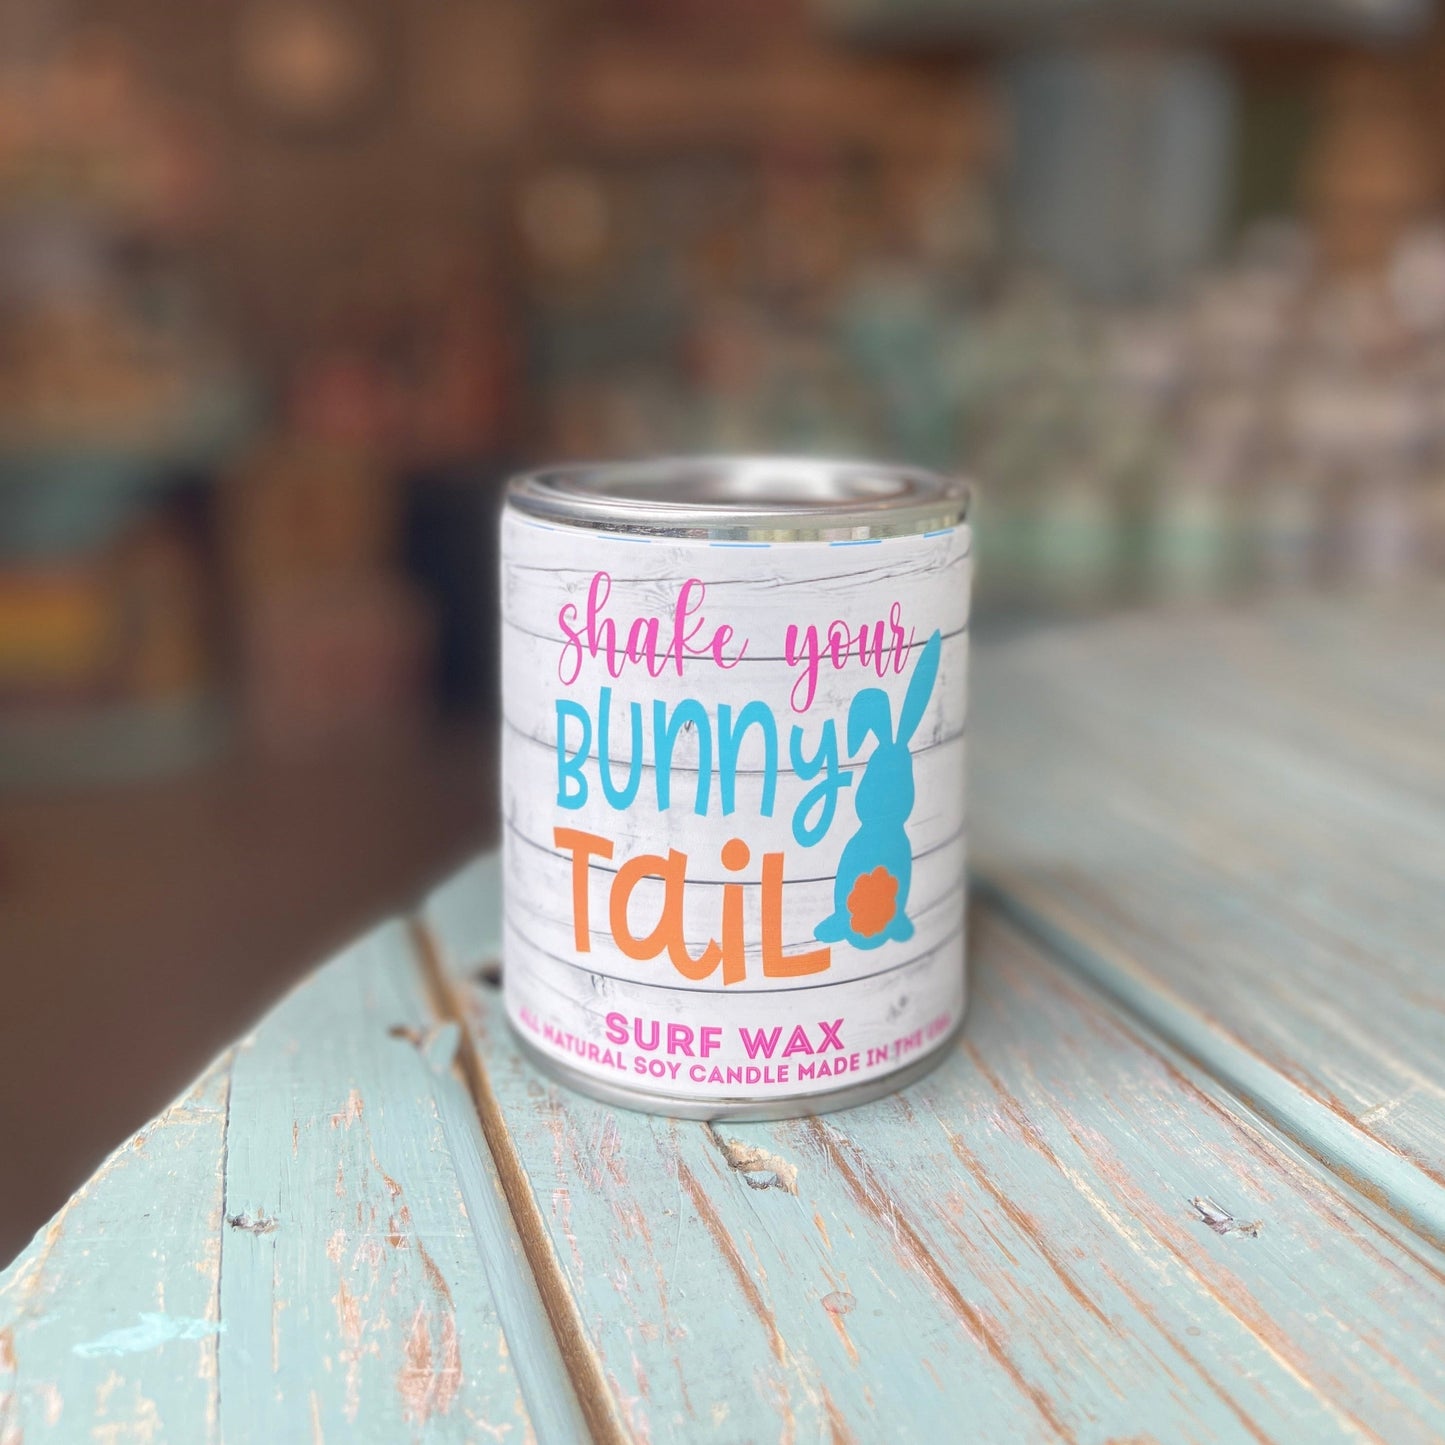 shake your
Bunny
Tail
SURF WAX
ALL NATURAL SOY CANDLE MADE IN THE USA